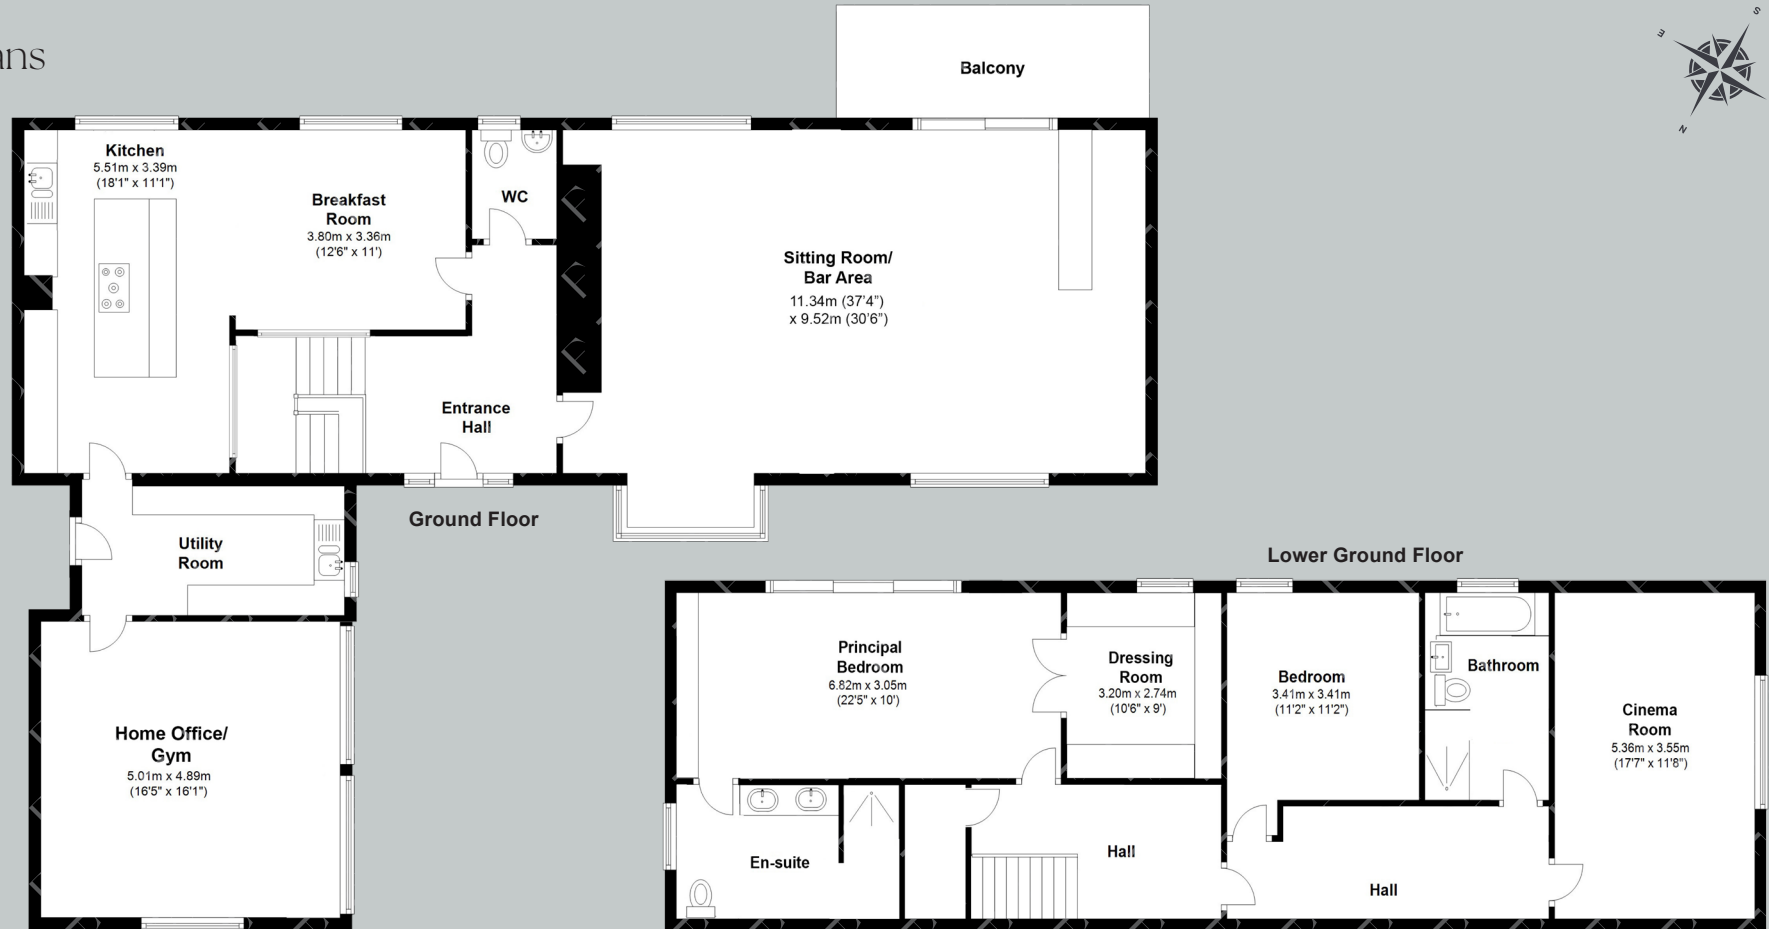 ans
S
E
N
Balcony
Kitchen
5.51m x 3.39m
(18'1" x 11'1")
Breakfast
Room
3.80m x 3.36m
(12'6" x 11')
WC
Sitting Room/
Bar Area
11.34m (37'4")
x 9.52m (30'6")
Entrance
Hall
Ground Floor
Utility
Room
Home Office/
Gym
5.01m x 4.89m
(16'5" x 16'1")
Lower Ground Floor
Principal
Bedroom
6.82m x 3.05m
(22'5" x 10')
Dressing
Room
3.20m x 2.74m
(10'6" x 9')
Bedroom
3.41m x 3.41m
(11'2" x 11'2")
Bathroom
Cinema
Room
5.36m x 3.55m
(17'7" x 11'8")
En-suite
Hall
Hall